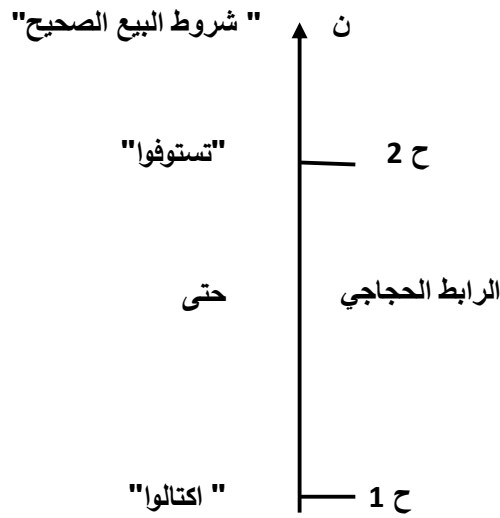 ن " شروط البيع الصحيح"
ح 2 "تستوفوا"
الرابط الحجاجي حتى
ح 1 " اكتالوا"